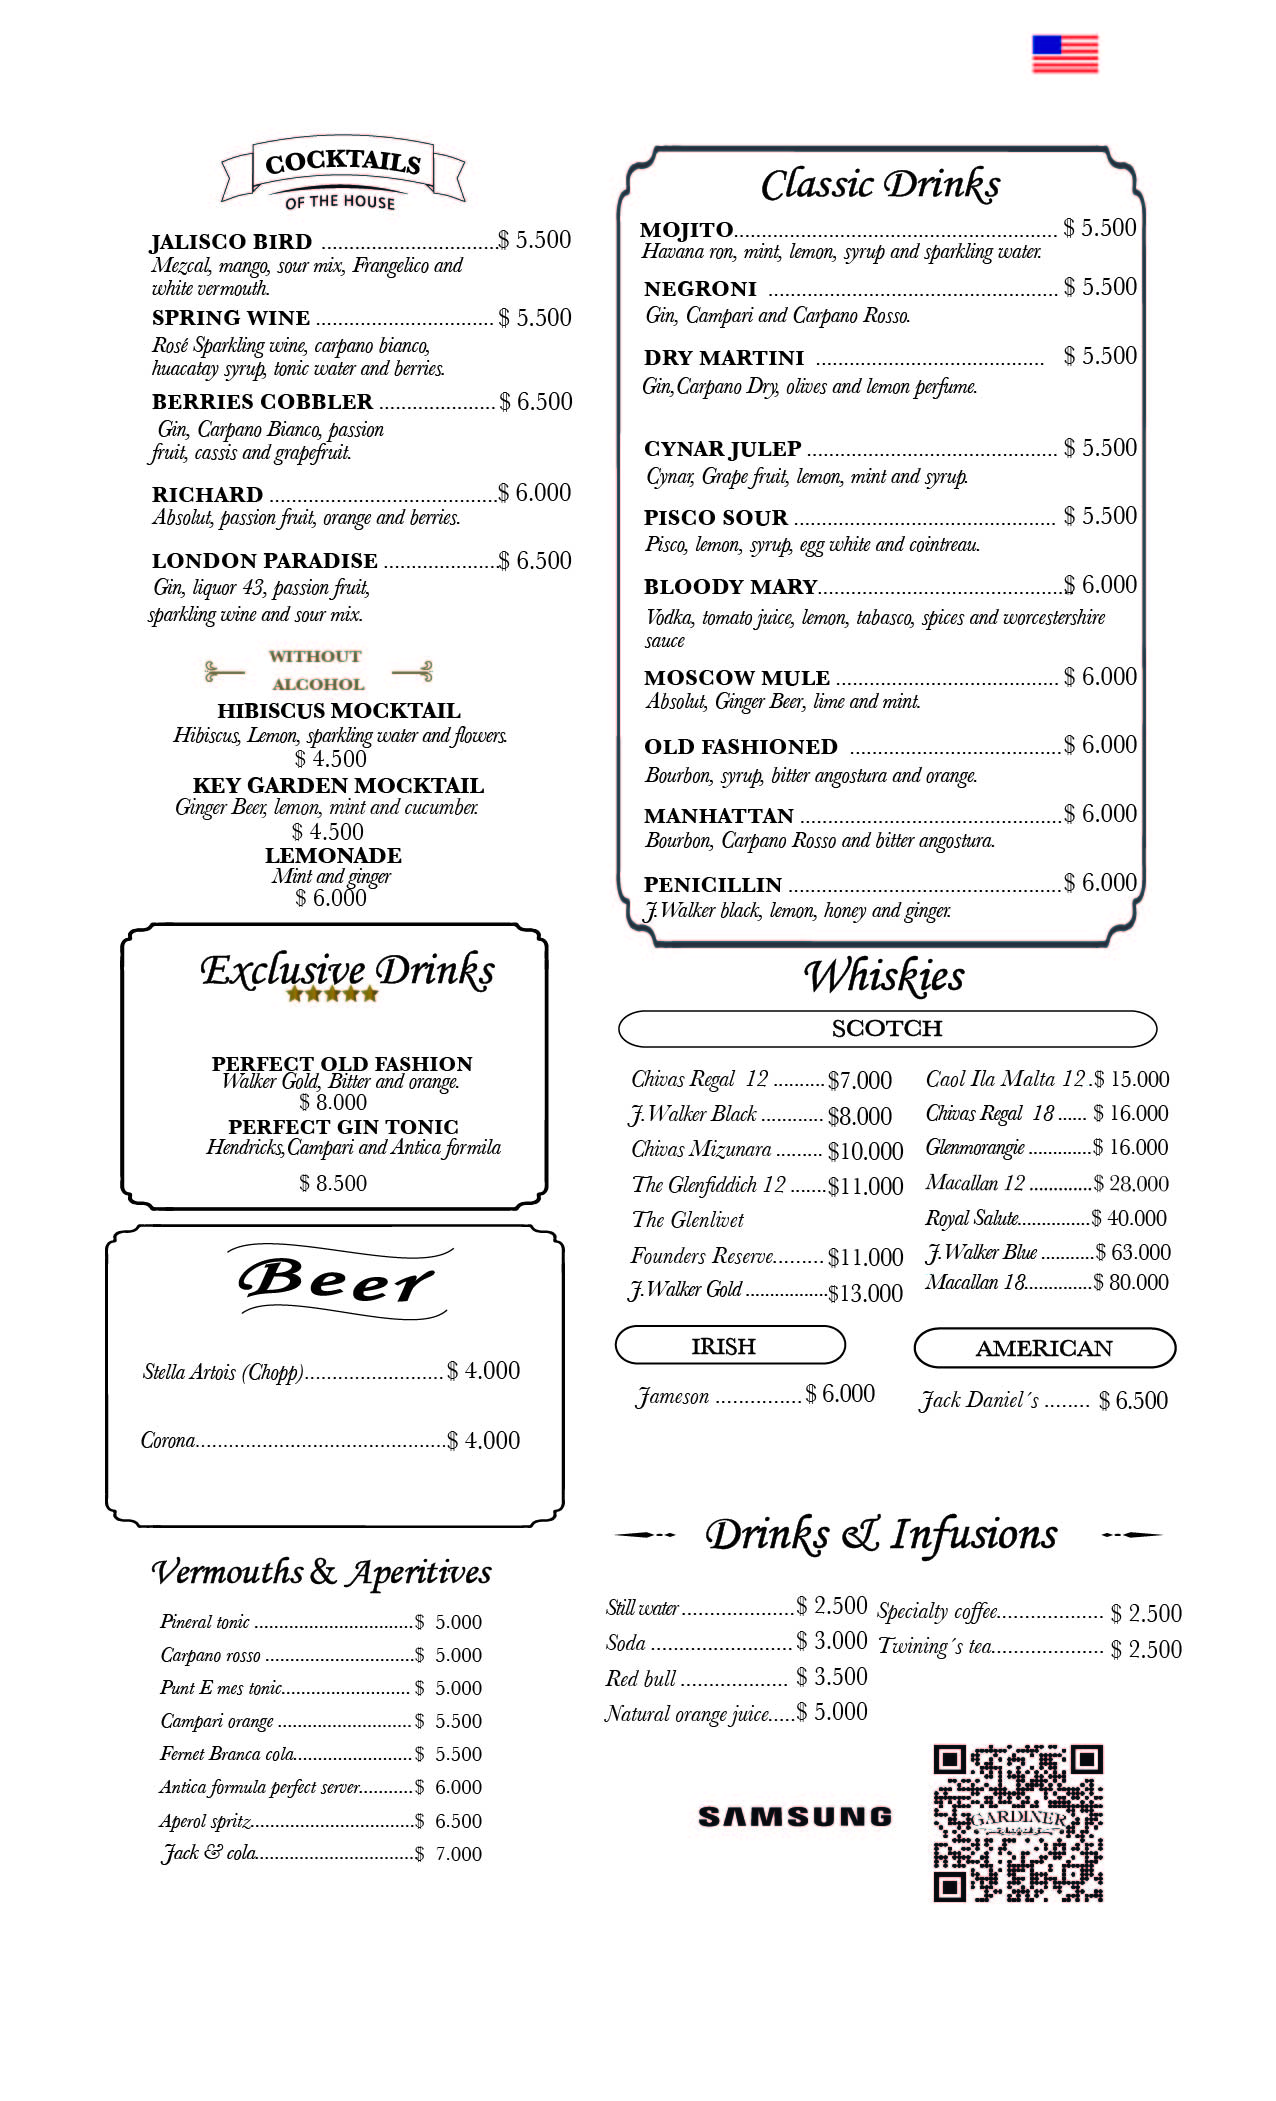 COCKTAILS
OF THE HOUSE
JALISCO BIRD ................................$ 5.500
Mezcal, mango, sour mix, Frangelico and
white vermouth.
SPRING WINE ................................ $ 5.500
Rosé Sparkling wine, carpano bianco,
huacatay syrup, tonic water and berries.
BERRIES COBBLER ..................... $ 6.500
Gin, Carpano Bianco, passion
fruit, cassis and grapefruit.
RICHARD .........................................$ 6.000
Absolut, passion fruit, orange and berries.
LONDON PARADISE .....................$ 6.500
Gin, liquor 43, passion fruit,
sparkling wine and sour mix.
WITHOUT
ALCOHOL
HIBISCUS MOCKTAIL
Hibiscus, Lemon, sparkling water and flowers.
$ 4.500
KEY GARDEN MOCKTAIL
Ginger Beer, lemon, mint and cucumber.
$ 4.500
LEMONADE
Mint and ginger
$ 6.000
Exclusive Drinks
PERFECT OLD FASHION
Walker Gold, Bitter and orange.
$ 8.000
PERFECT GIN TONIC
Hendricks,Campari and Antica formila
$ 8.500
Beer
Stella Artois (Chopp).........................$ 4.000
Corona.............................................$ 4.000
Vermouths & Aperitives
Pineral tonic ................................$ 5.000
Carpano rosso ..............................$ 5.000
Punt E mes tonic.......................... $ 5.000
Campari orange ...........................$ 5.500
Fernet Branca cola........................$ 5.500
Antica formula perfect server...........$ 6.000
Aperol spritz.................................$ 6.500
Jack & cola................................$ 7.000
Classic Drinks
MOJITO.......................................................... $ 5.500
Havana ron, mint, lemon, syrup and sparkling water.
NEGRONI .................................................... $ 5.500
Gin, Campari and Carpano Rosso.
DRY MARTINI ......................................... $ 5.500
Gin,Carpano Dry, olives and lemon perfume.
CYNAR JULEP ............................................. $ 5.500
Cynar, Grape fruit, lemon, mint and syrup.
PISCO SOUR ............................................... $ 5.500
Pisco, lemon, syrup, egg white and cointreau.
BLOODY MARY.............................................$ 6.000
Vodka, tomato juice, lemon, tabasco, spices and worcestershire
sauce
MOSCOW MULE ........................................ $ 6.000
Absolut, Ginger Beer, lime and mint.
OLD FASHIONED ......................................$ 6.000
Bourbon, syrup, bitter angostura and orange.
MANHATTAN ...............................................$ 6.000
Bourbon, Carpano Rosso and bitter angostura.
PENICILLIN .................................................$ 6.000
J.Walker black, lemon, honey and ginger.
Whiskies
SCOTCH
Chivas Regal 12 ..........$7.000
J.Walker Black ............ $8.000
Chivas Mizunara ......... $10.000
The Glenfiddich 12 .......$11.000
The Glenlivet
Founders Reserve......... $11.000
J.Walker Gold .................$13.000
Caol Ila Malta 12.$ 15.000
Chivas Regal 18 ...... $ 16.000
Glenmorangie .............$ 16.000
Macallan 12 .............$ 28.000
Royal Salute...............$ 40.000
J.Walker Blue ...........$ 63.000
Macallan 18..............$ 80.000
IRISH
Jameson ............... $ 6.000
AMERICAN
Jack Daniel´s ........ $ 6.500
Drinks & Infusions
Still water ....................$ 2.500
Soda ......................... $ 3.000
Red bull ................... $ 3.500
Natural orange juice.....$ 5.000
Specialty coffee................... $ 2.500
Twining´s tea.................... $ 2.500
SAMSUNG
GARDINER